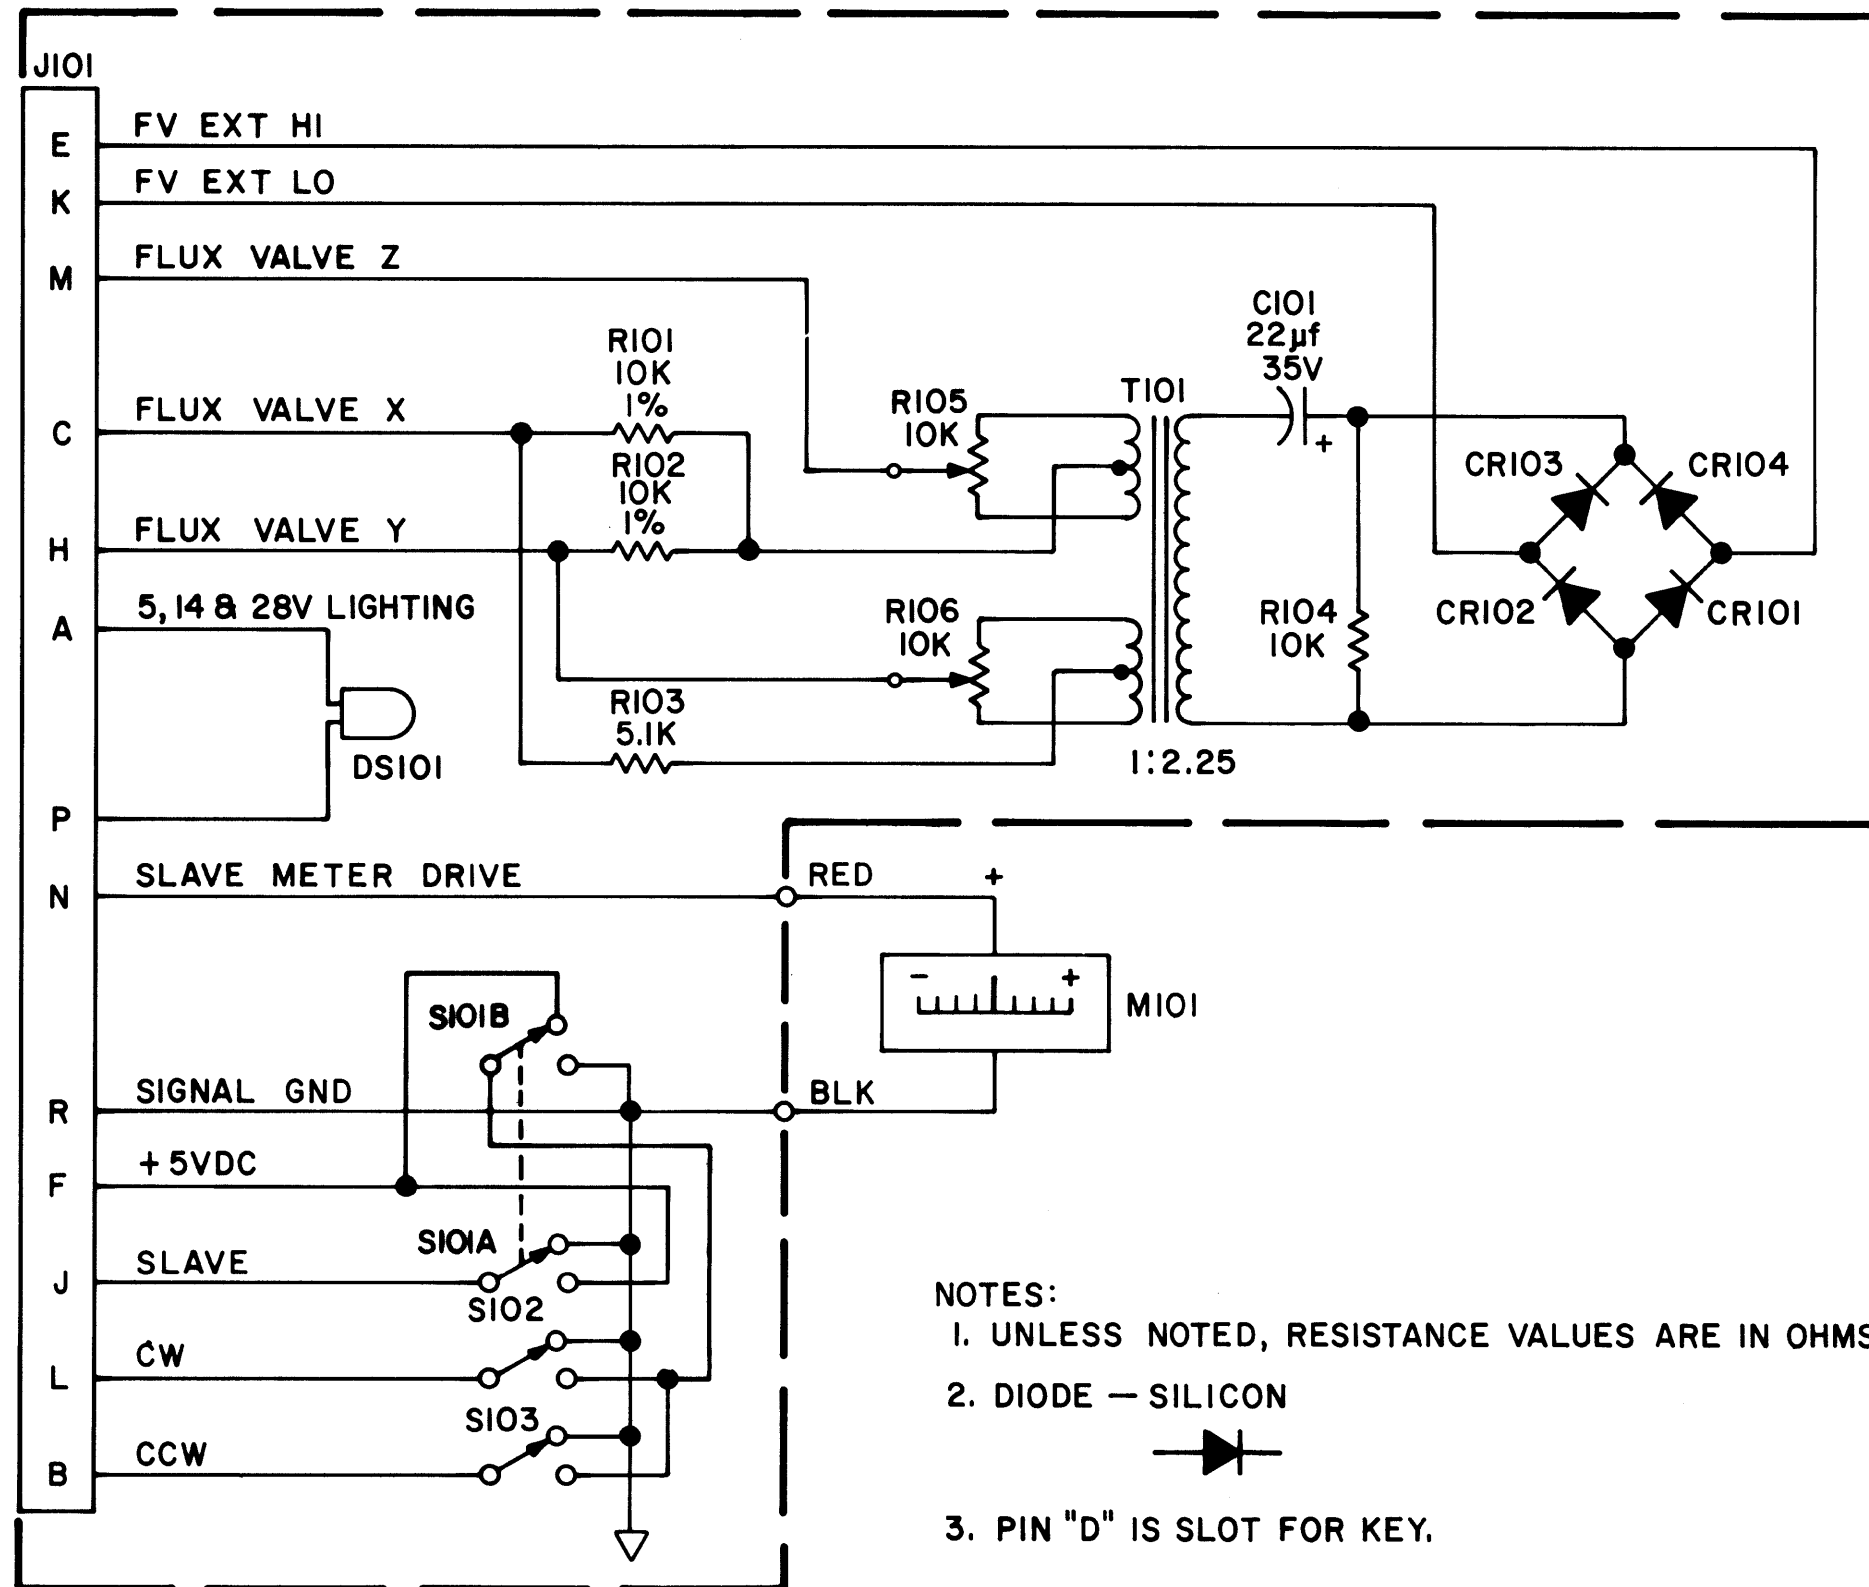 J101
E FV EXT HI
K FV EXT LO
M FLUX VALVE Z
C101
22µf
35V
+
R101
10K
1%
C FLUX VALVE X
R105
10K
T101
R102
10K
1%
CR103
CR104
H FLUX VALVE Y
A 5, 14 & 28V LIGHTING
R106
10K
R104
10K
CR102
CR101
R103
5.1K
DS101
1:2.25
P
N SLAVE METER DRIVE
RED
+
- +
M101
S101B
R SIGNAL GND
BLK
F +5VDC
S101A
J SLAVE
S102
L CW
S103
B CCW
NOTES:
1. UNLESS NOTED, RESISTANCE VALUES ARE IN OHMS
2. DIODE — SILICON
3. PIN "D" IS SLOT FOR KEY.